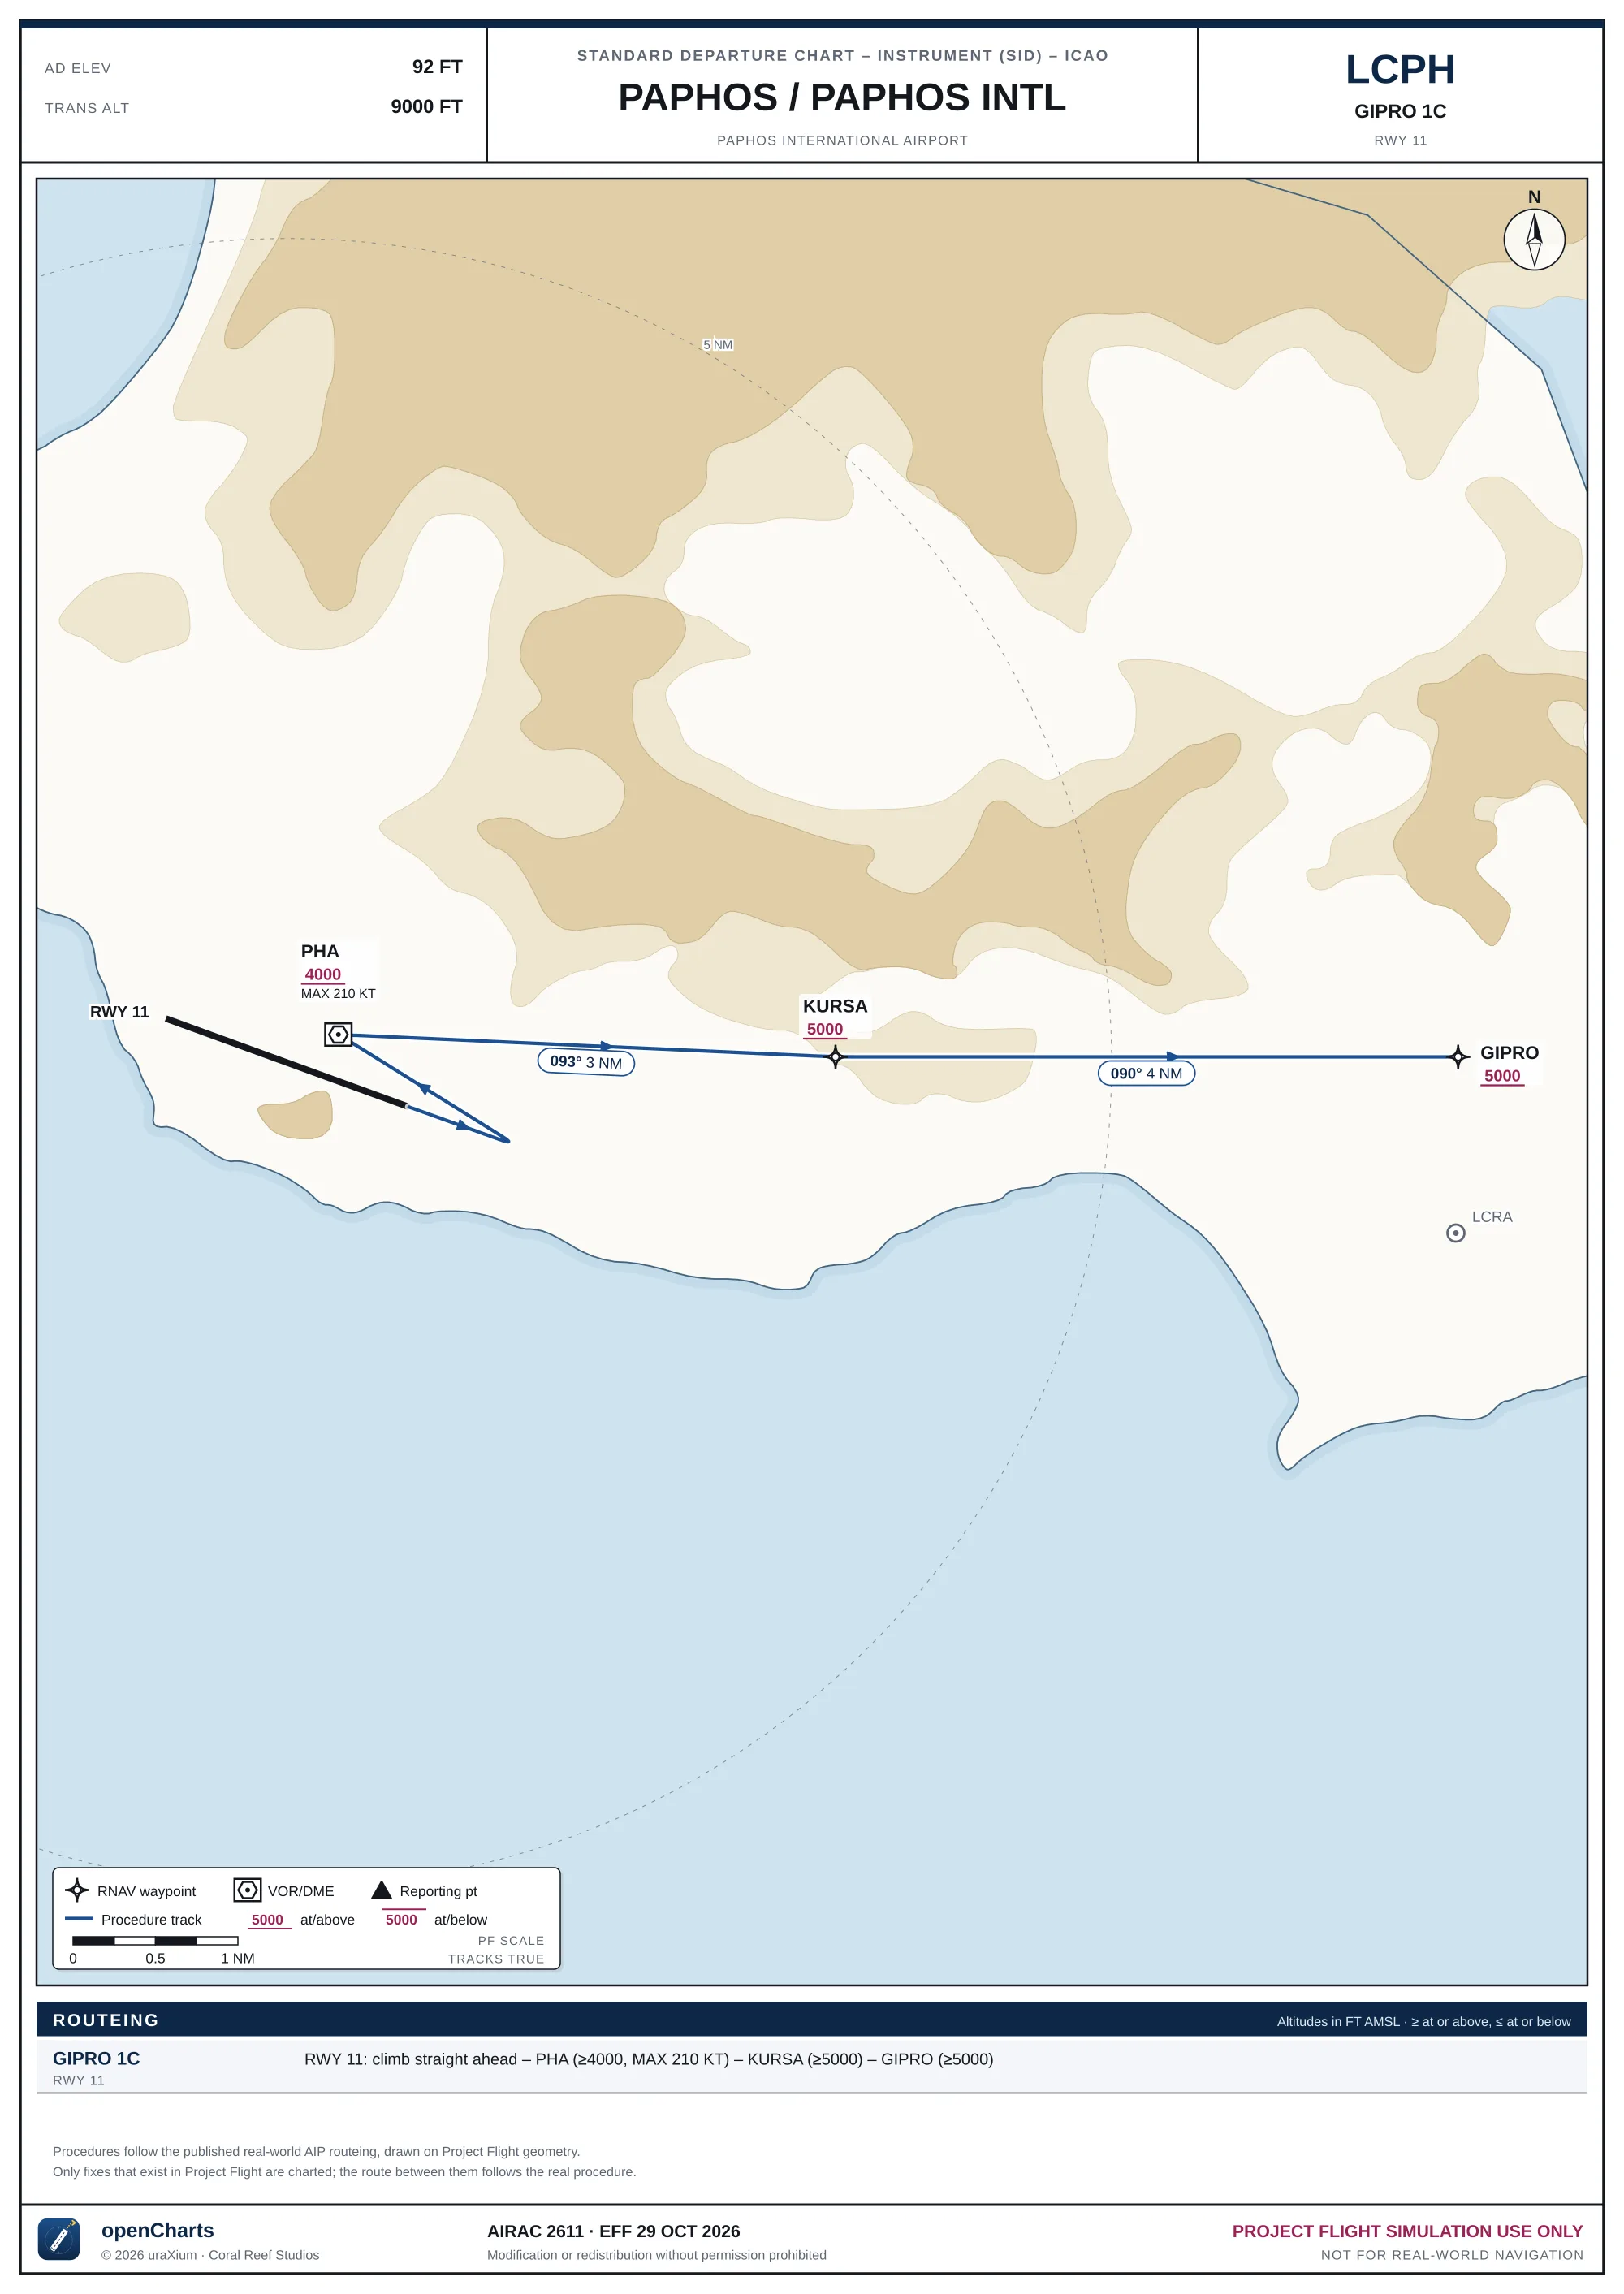 AD ELEV 92 FT
TRANS ALT 9000 FT
STANDARD DEPARTURE CHART – INSTRUMENT (SID) – ICAO
PAPHOS / PAPHOS INTL
PAPHOS INTERNATIONAL AIRPORT
LCPH
GIPRO 1C
RWY 11
N
5 NM
PHA
4000
MAX 210 KT
RWY 11
KURSA
5000
093° 3 NM
GIPRO
5000
090° 4 NM
LCRA
RNAV waypoint VOR/DME Reporting pt
Procedure track 5000 at/above 5000 at/below
PF SCALE
0 0.5 1 NM TRACKS TRUE
ROUTEING Altitudes in FT AMSL · ≥ at or above, ≤ at or below
GIPRO 1C RWY 11: climb straight ahead – PHA (≥4000, MAX 210 KT) – KURSA (≥5000) – GIPRO (≥5000)
RWY 11
Procedures follow the published real-world AIP routeing, drawn on Project Flight geometry.
Only fixes that exist in Project Flight are charted; the route between them follows the real procedure.
openCharts AIRAC 2611 · EFF 29 OCT 2026 PROJECT FLIGHT SIMULATION USE ONLY
© 2026 uraXium · Coral Reef Studios Modification or redistribution without permission prohibited NOT FOR REAL-WORLD NAVIGATION